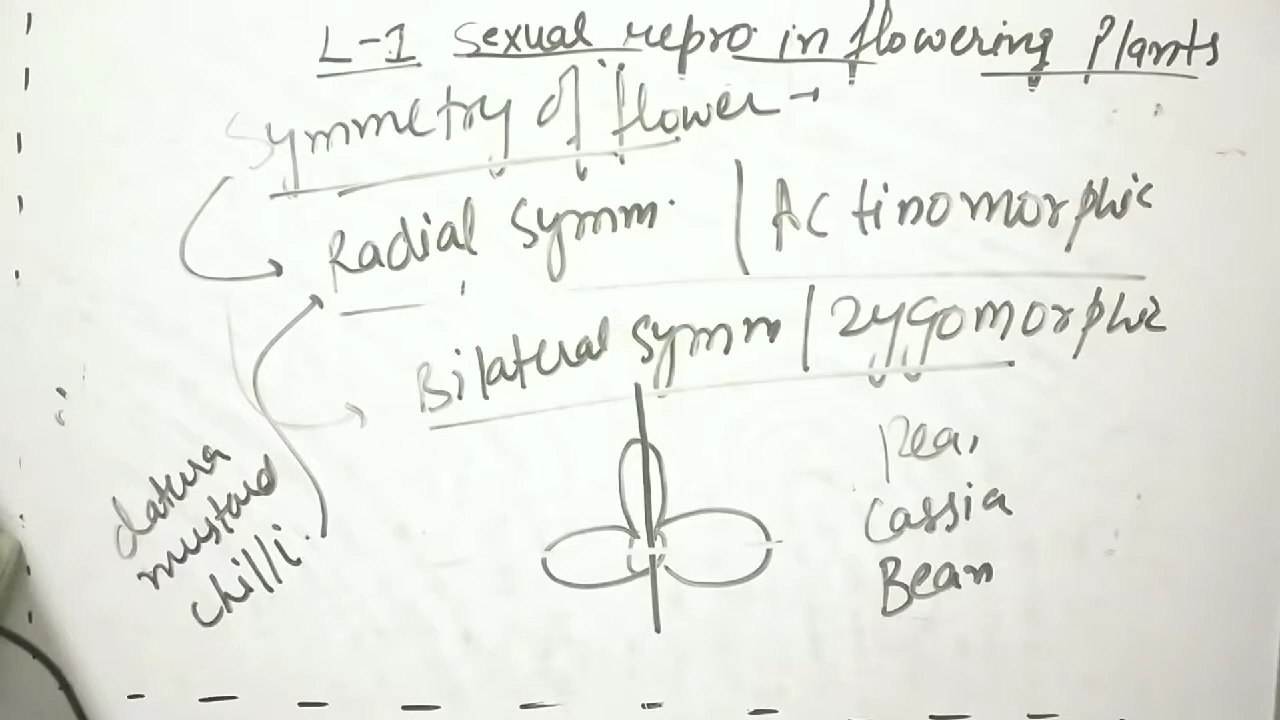 L-1 Sexual repro in flowering Plants
Symmetry of flower →
Radial Symm. | Actinomorphic
Bilateral Symm | Zygomorphic
Pea,
Cassia
Bean
datura
mustard
chilli.